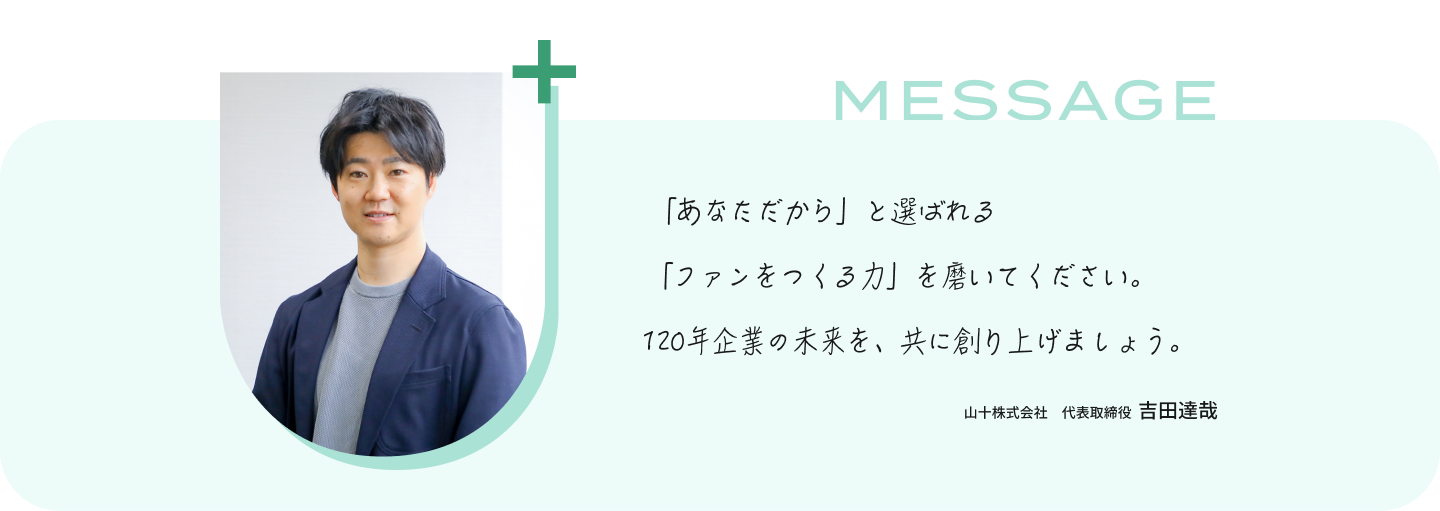 MESSAGE
「あなただから」と選ばれる
「ファンをつくる力」を磨いてください。
120年企業の未来を、共に創り上げましょう。
山十株式会社　代表取締役 吉田達哉